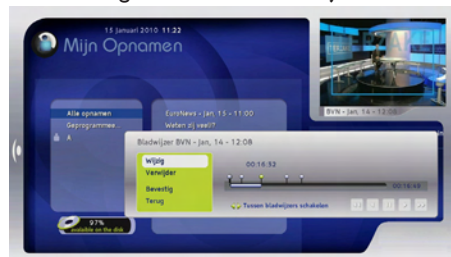 15 Januari 2010 11:22
Mijn Opnamen
BVN - Jan, 14 - 12:08
Alle opnamen
EuroNews - Jan, 15 - 11:00
Geprogrammee...
Weten zij veel?
A
Bladwijzer BVN - Jan, 14 - 12:08
Wijzig
Verwijder
Bevestig
Terug
00:16:32
00:16:48
Tussen bladwijzers schakelen
97%
available on the disk